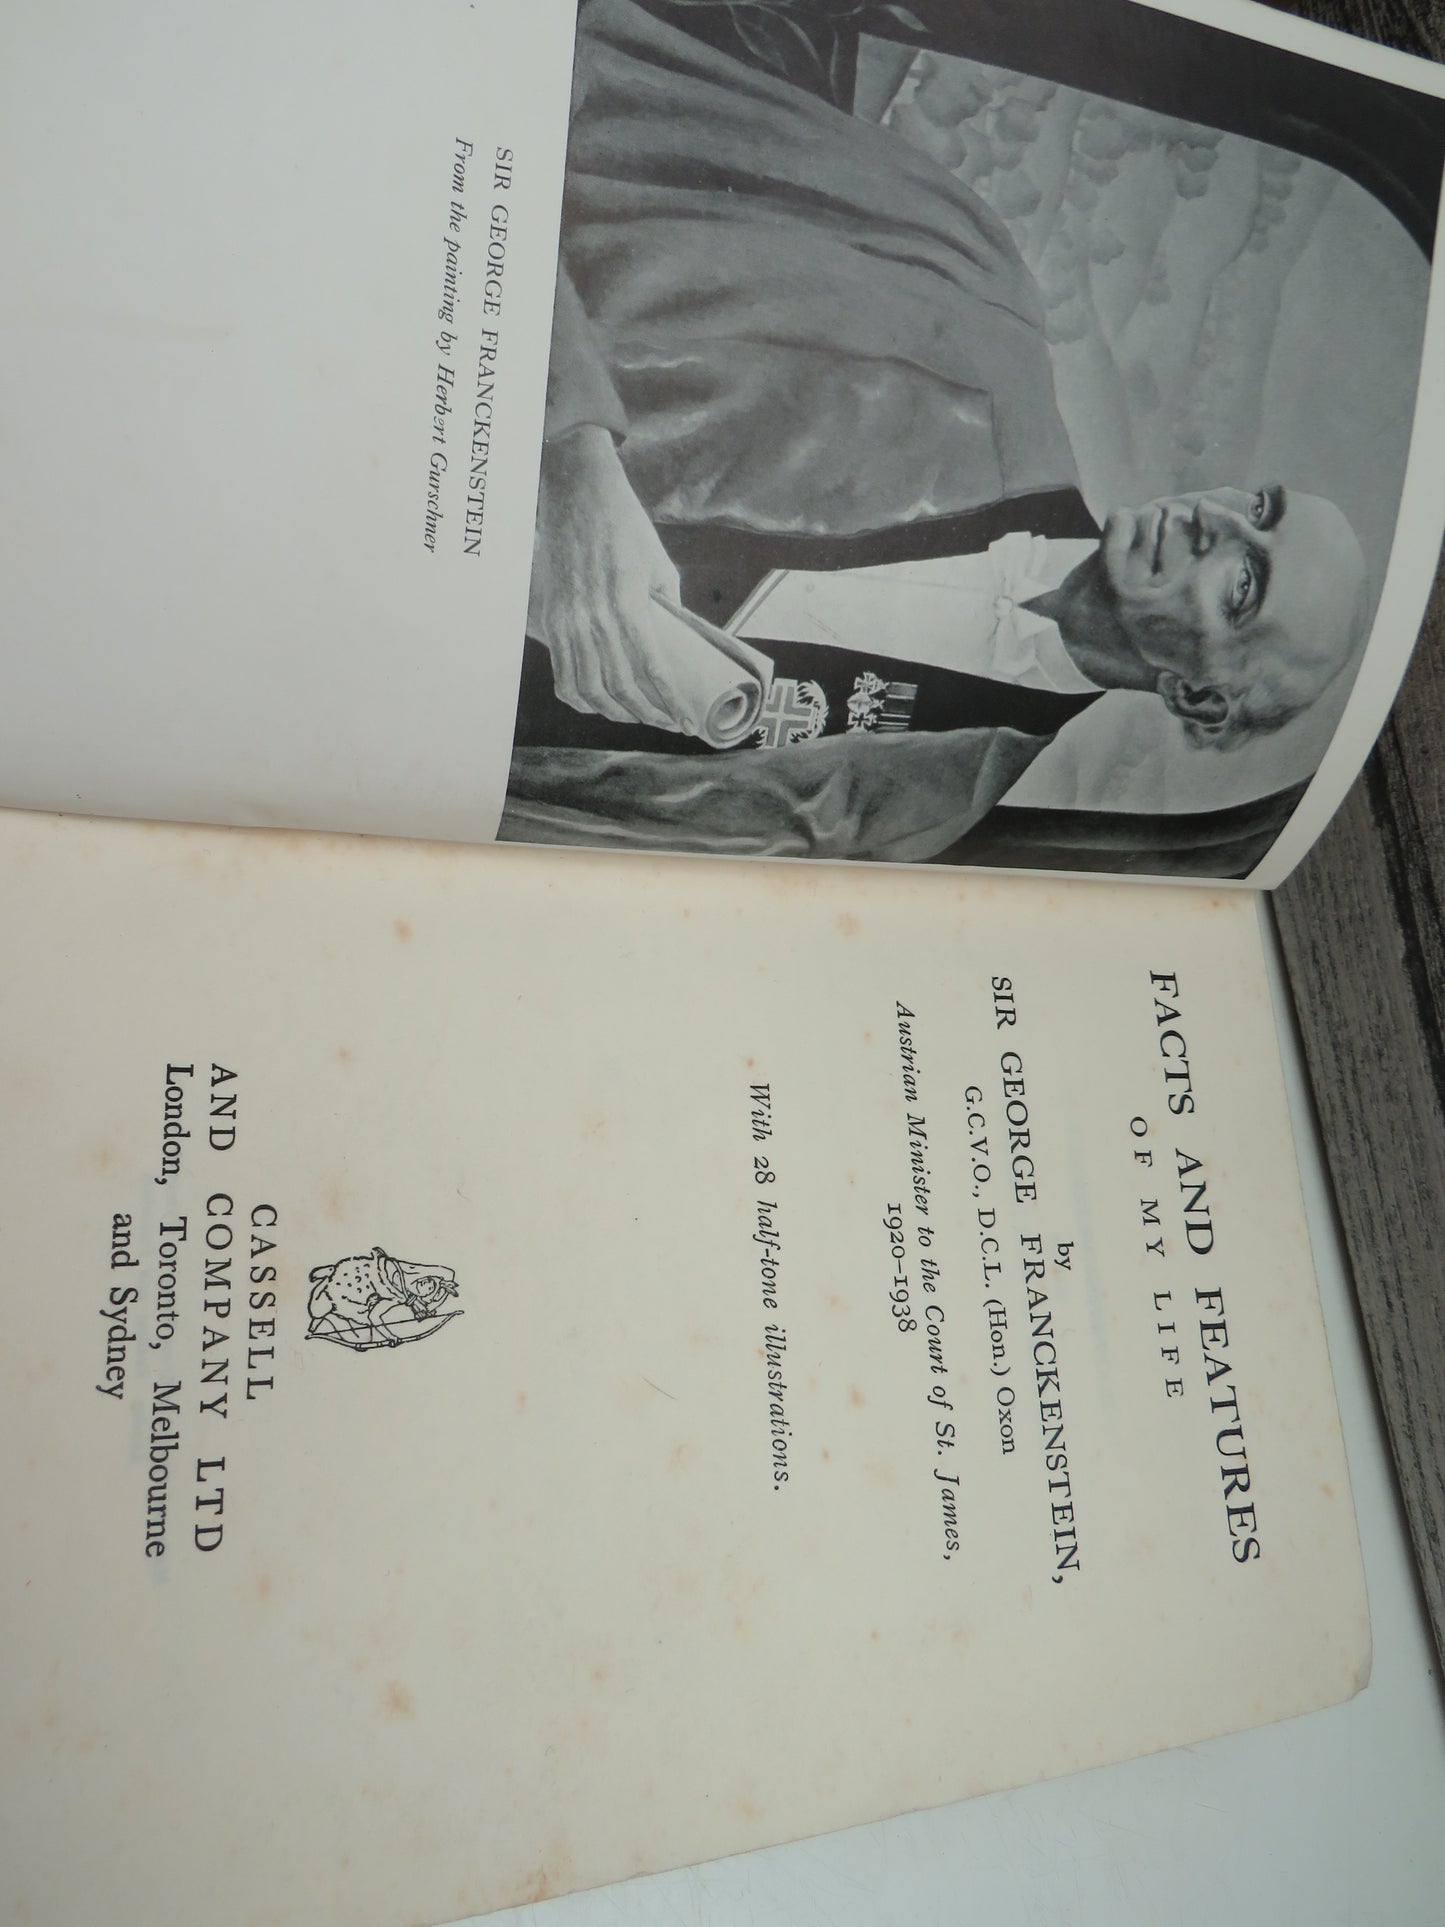 SIR GEORGE FRANCKENSTEIN
From the painting by Herbert Gurschner
FACTS AND FEATURES
OF MY LIFE
by
SIR GEORGE FRANCKENSTEIN,
G.C.V.O., D.C.L. (Hon.) Oxon
Austrian Minister to the Court of St. James,
1920–1938
With 28 half-tone illustrations.
CASSELL
AND COMPANY LTD
London, Toronto, Melbourne
and Sydney